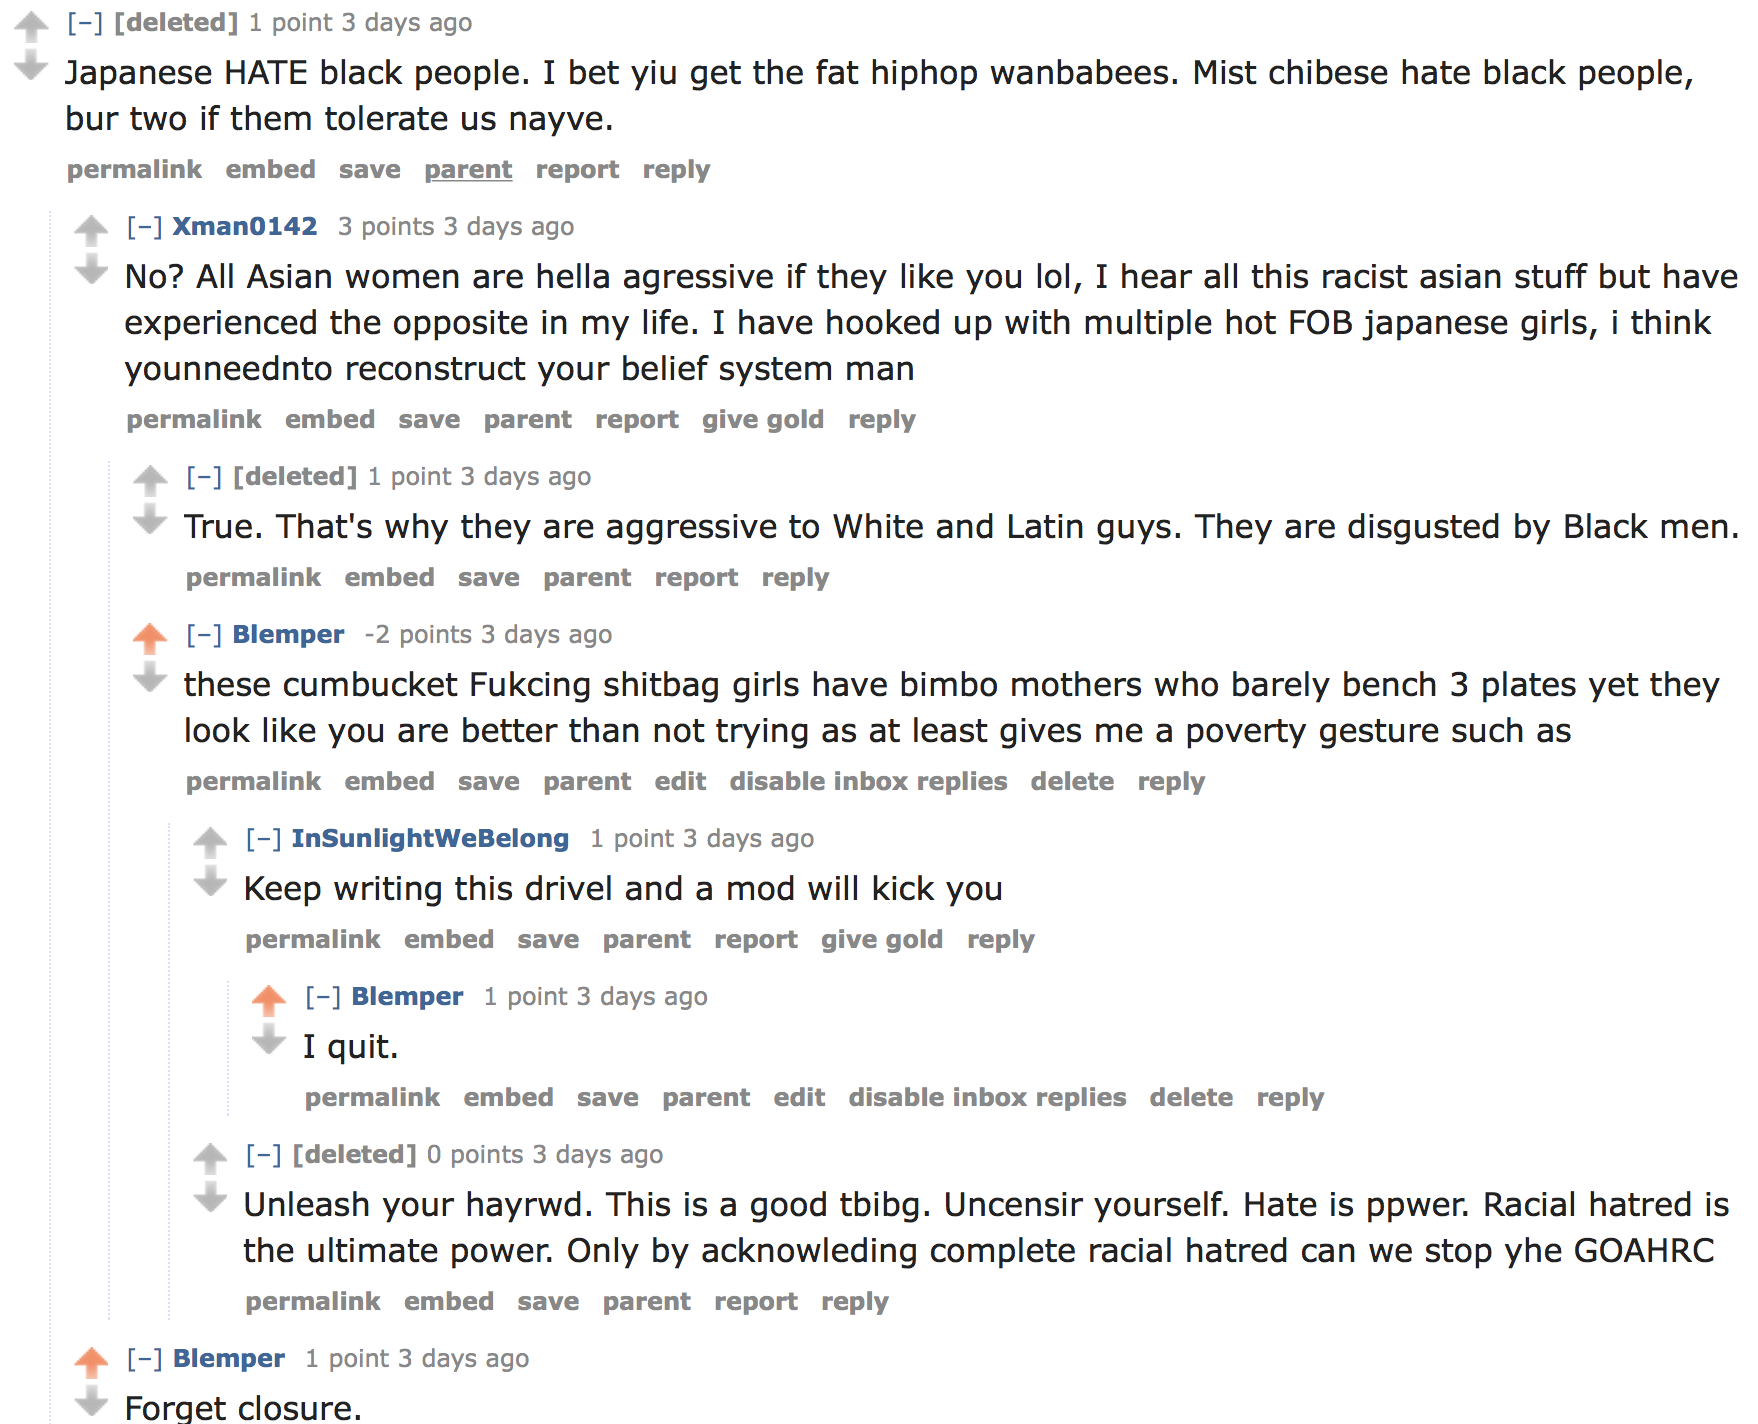 [–] [deleted] 1 point 3 days ago
Japanese HATE black people. I bet yiu get the fat hiphop wanbabees. Mist chibese hate black people,
bur two if them tolerate us nayve.
permalink embed save parent report reply
[–] Xman0142 3 points 3 days ago
No? All Asian women are hella agressive if they like you lol, I hear all this racist asian stuff but have
experienced the opposite in my life. I have hooked up with multiple hot FOB japanese girls, i think
younneednto reconstruct your belief system man
permalink embed save parent report give gold reply
[–] [deleted] 1 point 3 days ago
True. That's why they are aggressive to White and Latin guys. They are disgusted by Black men.
permalink embed save parent report reply
[–] Blemper -2 points 3 days ago
these cumbucket Fukcing shitbag girls have bimbo mothers who barely bench 3 plates yet they
look like you are better than not trying as at least gives me a poverty gesture such as
permalink embed save parent edit disable inbox replies delete reply
[–] InSunlightWeBelong 1 point 3 days ago
Keep writing this drivel and a mod will kick you
permalink embed save parent report give gold reply
[–] Blemper 1 point 3 days ago
I quit.
permalink embed save parent edit disable inbox replies delete reply
[–] [deleted] 0 points 3 days ago
Unleash your hayrwd. This is a good tbibg. Uncensir yourself. Hate is ppwer. Racial hatred is
the ultimate power. Only by acknowleding complete racial hatred can we stop yhe GOAHRC
permalink embed save parent report reply
[–] Blemper 1 point 3 days ago
Forget closure.